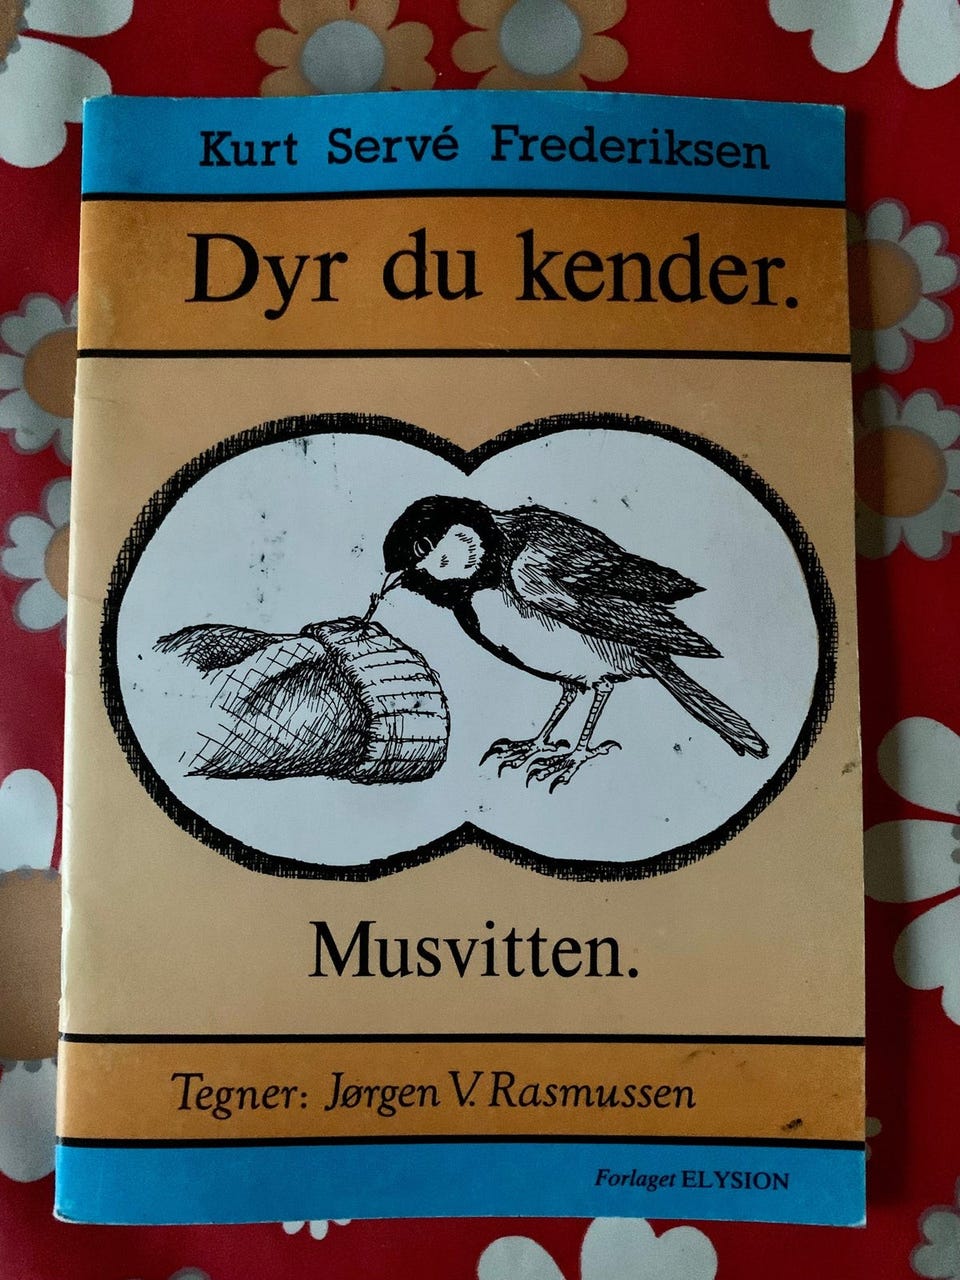 Kurt Servé Frederiksen
Dyr du kender.
Musvitten.
Tegner: Jørgen V. Rasmussen
Forlaget ELYSION